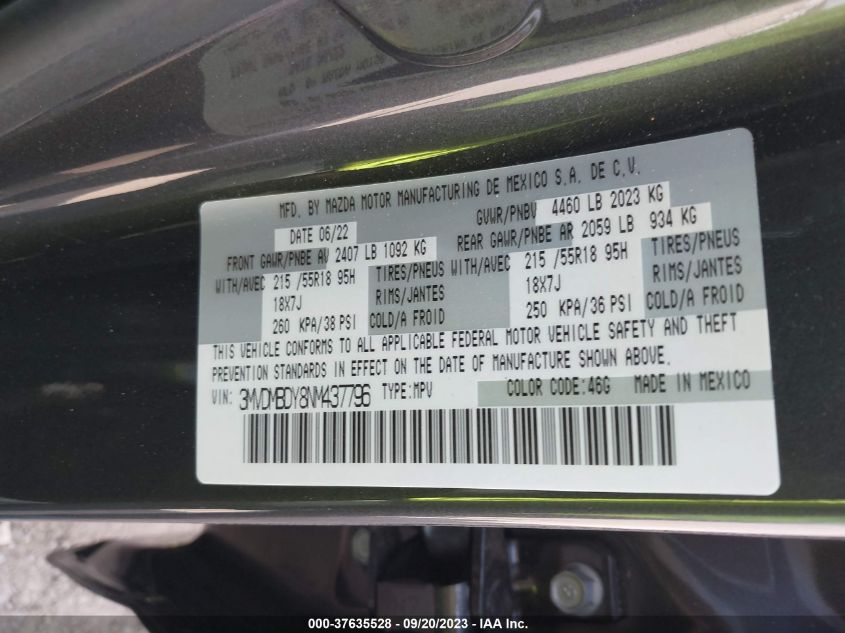 MFD. BY MAZDA MOTOR MANUFACTURING DE MEXICO S.A. DE C.V.
DATE 06/22 GVWR/PNBV 4460 LB 2023 KG
FRONT GAWR/PNBE AV 2407 LB 1092 KG REAR GAWR/PNBE AR 2059 LB 934 KG
WITH/AVEC 215 /55R18 95H TIRES/PNEUS WITH/AVEC 215 /55R18 95H TIRES/PNEUS
18X7J RIMS/JANTES 18X7J RIMS/JANTES
260 KPA/38 PSI COLD/A FROID 250 KPA/36 PSI COLD/A FROID
THIS VEHICLE CONFORMS TO ALL APPLICABLE FEDERAL MOTOR VEHICLE SAFETY AND THEFT
PREVENTION STANDARDS IN EFFECT ON THE DATE OF MANUFACTURE SHOWN ABOVE.
VIN: 3MVDMBDY8NM437796 TYPE:MPV COLOR CODE:46G MADE IN MEXICO
000-37635528 - 09/20/2023 - IAA Inc.